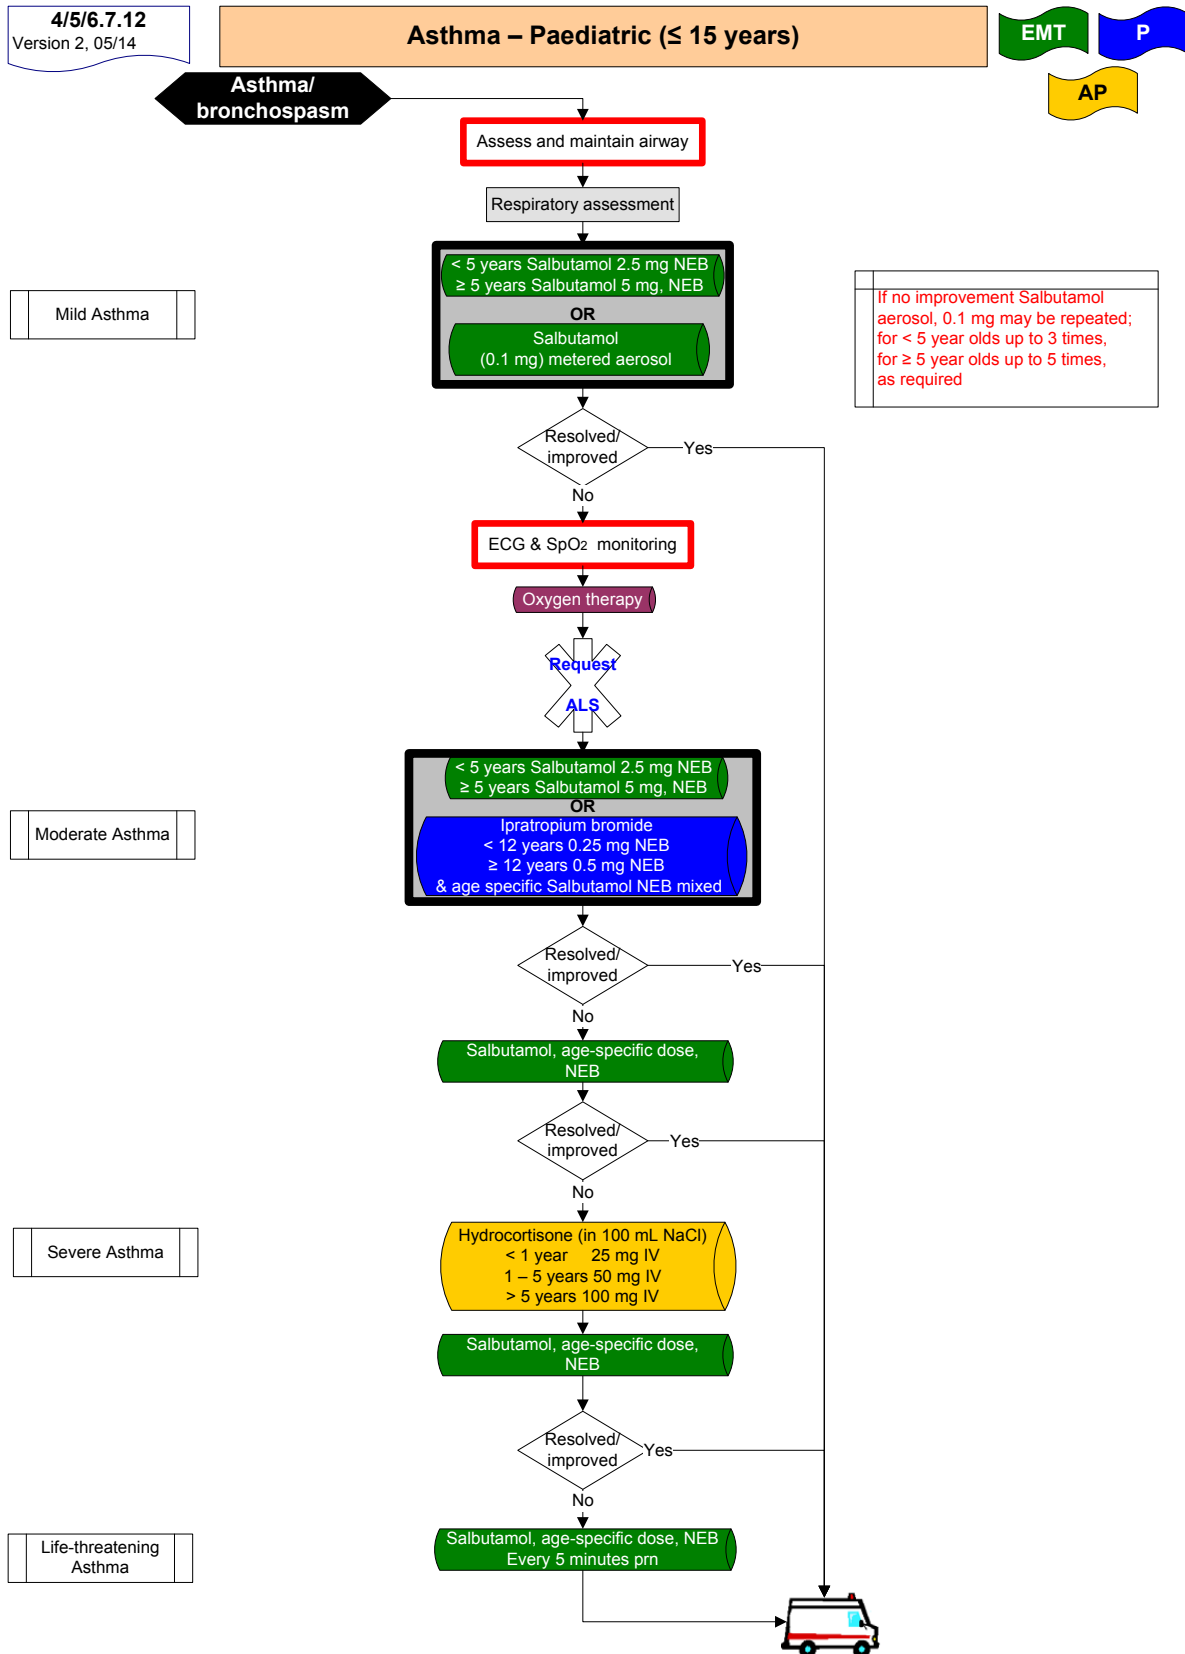 4/5/6.7.12
Version 2, 05/14
Asthma – Paediatric (≤ 15 years)
EMT
P
AP
Asthma/
bronchospasm
Assess and maintain airway
Respiratory assessment
Mild Asthma
< 5 years Salbutamol 2.5 mg NEB
≥ 5 years Salbutamol 5 mg, NEB
OR
Salbutamol
(0.1 mg) metered aerosol
If no improvement Salbutamol
aerosol, 0.1 mg may be repeated;
for < 5 year olds up to 3 times,
for ≥ 5 year olds up to 5 times,
as required
Resolved/
improved
Yes
No
ECG & SpO2 monitoring
Oxygen therapy
Request
ALS
Moderate Asthma
< 5 years Salbutamol 2.5 mg NEB
≥ 5 years Salbutamol 5 mg, NEB
OR
Ipratropium bromide
< 12 years 0.25 mg NEB
≥ 12 years 0.5 mg NEB
& age specific Salbutamol NEB mixed
Resolved/
improved
Yes
No
Salbutamol, age-specific dose,
NEB
Resolved/
improved
Yes
No
Severe Asthma
Hydrocortisone (in 100 mL NaCl)
< 1 year 25 mg IV
1 – 5 years 50 mg IV
> 5 years 100 mg IV
Salbutamol, age-specific dose,
NEB
Resolved/
improved
Yes
No
Life-threatening
Asthma
Salbutamol, age-specific dose, NEB
Every 5 minutes prn